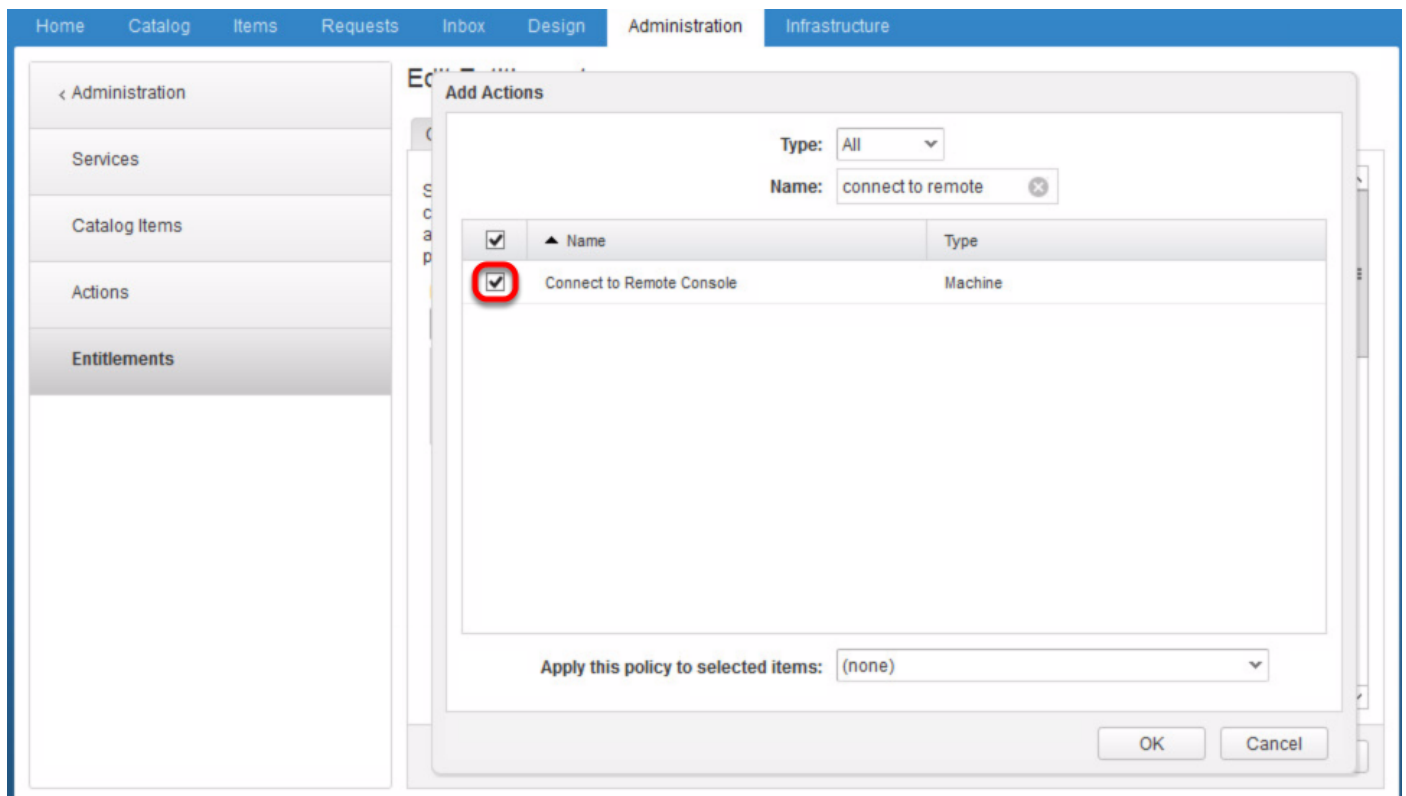 Home Catalog Items Requests Inbox Design Administration Infrastructure
< Administration
Services
Catalog Items
Actions
Entitlements
Add Actions
Type: All
Name: connect to remote
Name Type
Connect to Remote Console Machine
Apply this policy to selected items: (none)
OK Cancel